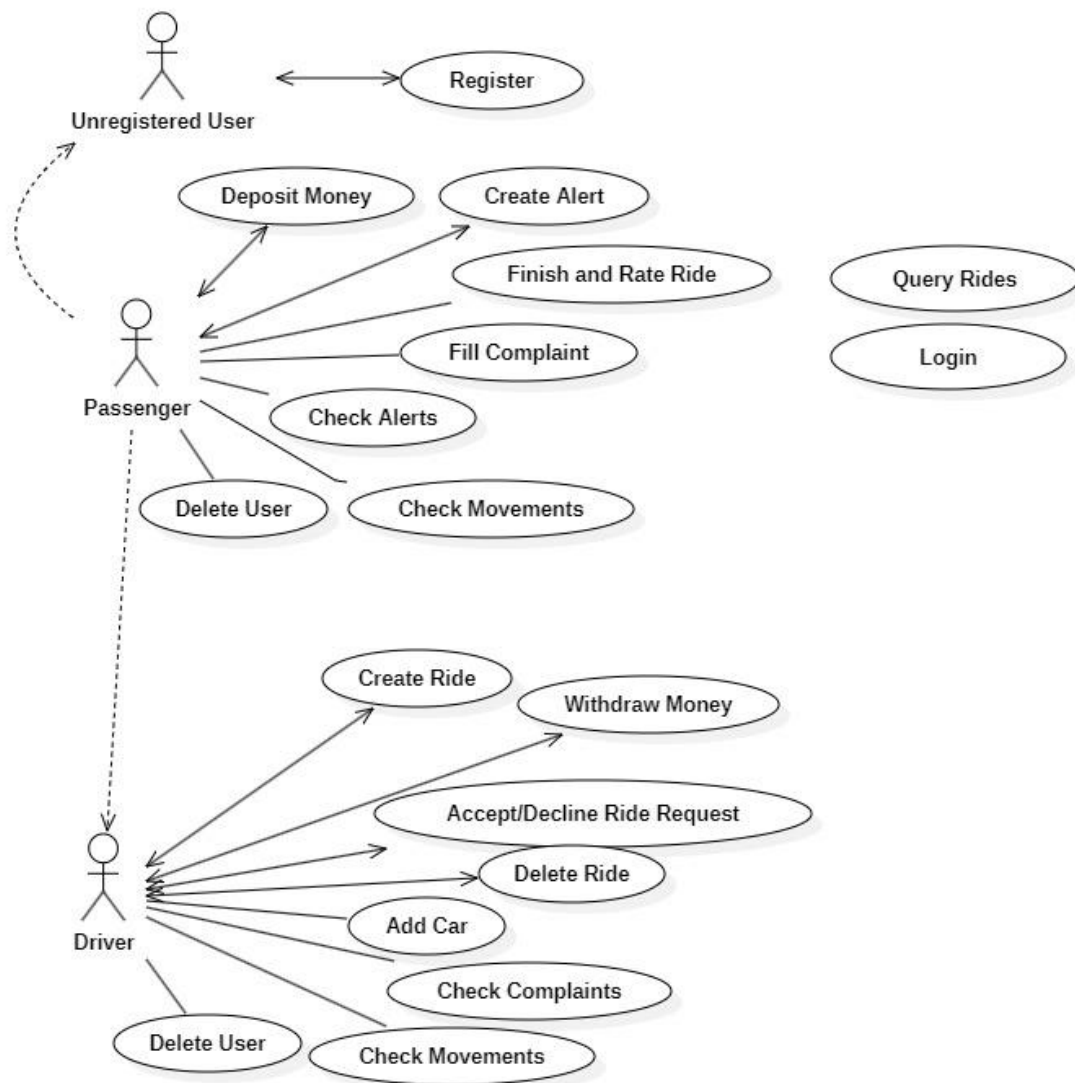 Register
Unregistered User
Deposit Money
Create Alert
Finish and Rate Ride
Query Rides
Fill Complaint
Login
Passenger
Check Alerts
Delete User
Check Movements
Create Ride
Withdraw Money
Accept/Decline Ride Request
Delete Ride
Add Car
Driver
Check Complaints
Delete User
Check Movements